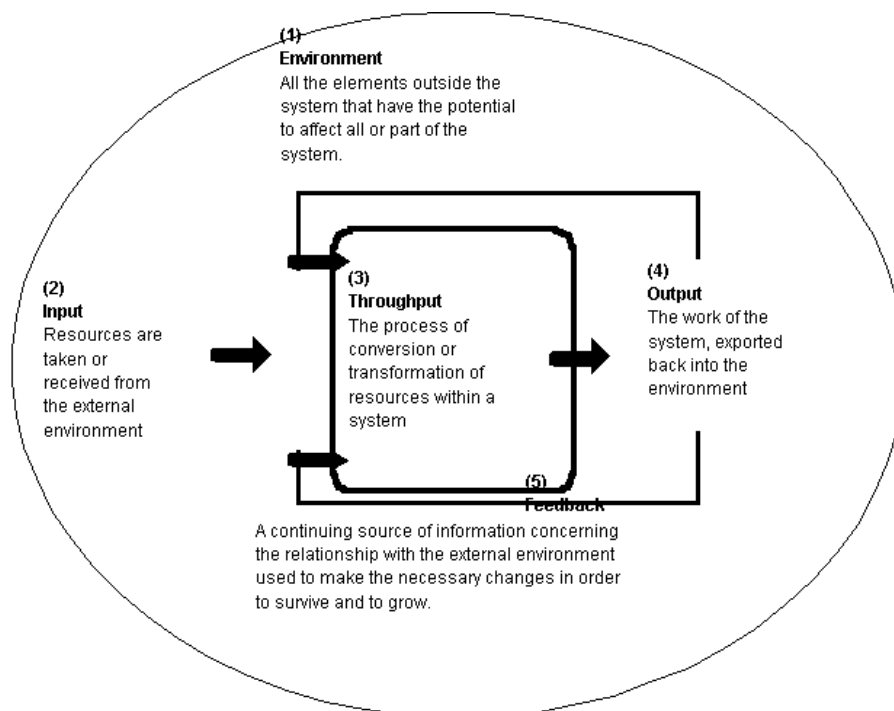 (1)
Environment
All the elements outside the
system that have the potential
to affect all or part of the
system.
(2)
Input
Resources are
taken or
received from
the external
environment
(3)
Throughput
The process of
conversion or
transformation of
resources within a
system
(4)
Output
The work of the
system, exported
back into the
environment
(5)
Feedback
A continuing source of information concerning
the relationship with the external environment
used to make the necessary changes in order
to survive and to grow.